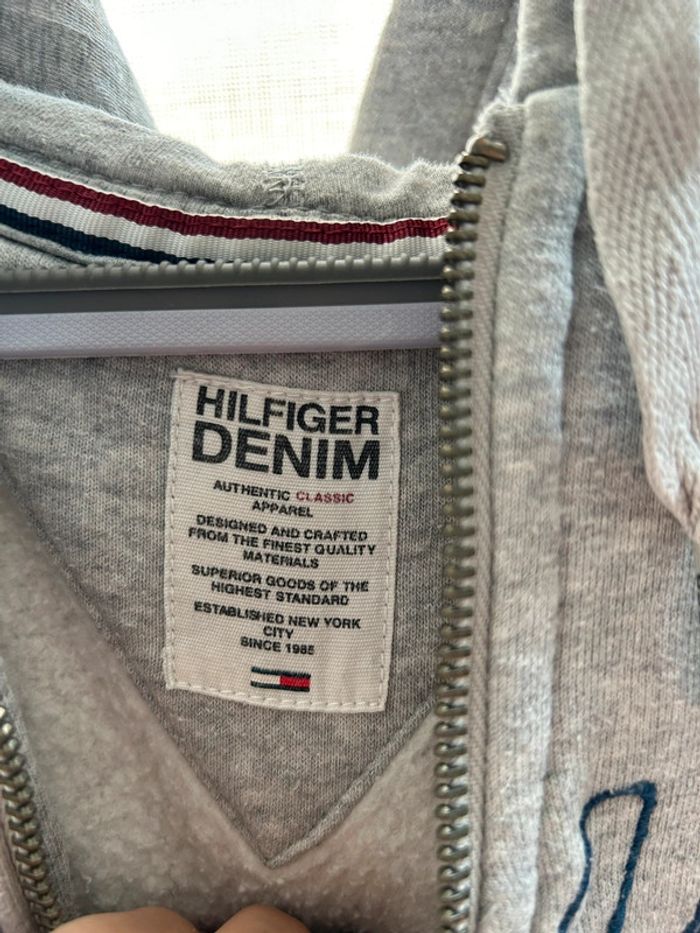 HILFIGER
DENIM
AUTHENTIC CLASSIC
APPAREL
DESIGNED AND CRAFTED
FROM THE FINEST QUALITY
MATERIALS
SUPERIOR GOODS OF THE
HIGHEST STANDARD
ESTABLISHED NEW YORK
CITY
SINCE 1985